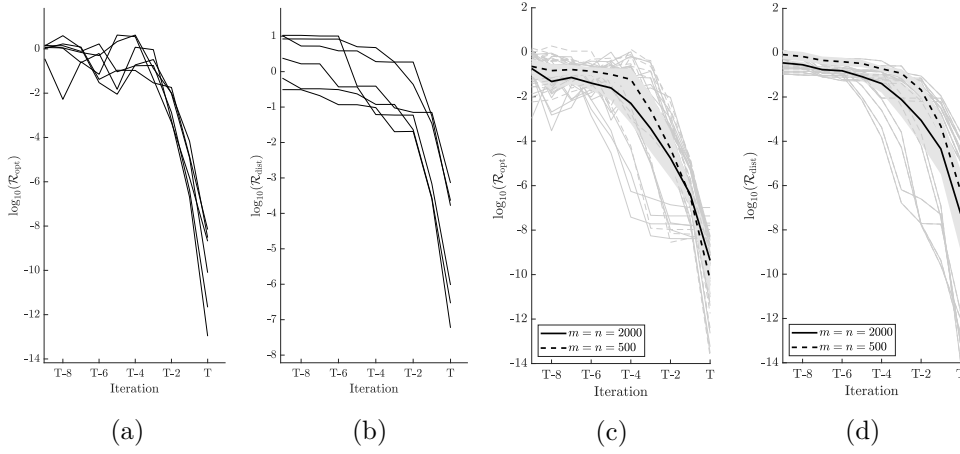 log₁₀(ℛopt)
0
-2
-4
-6
-8
-10
-12
-14
T-8 T-6 T-4 T-2 T
Iteration
(a)
log₁₀(ℛdist)
1
0
-1
-2
-3
-4
-5
-6
-7
-8
T-8 T-6 T-4 T-2 T
Iteration
(b)
log₁₀(ℛopt)
2
0
-2
-4
-6
-8
-10
-12
-14
m = n = 2000
m = n = 500
T-8 T-6 T-4 T-2 T
Iteration
(c)
log₁₀(ℛdist)
2
0
-2
-4
-6
-8
-10
-12
-14
m = n = 2000
m = n = 500
T-8 T-6 T-4 T-2 T
Iteration
(d)